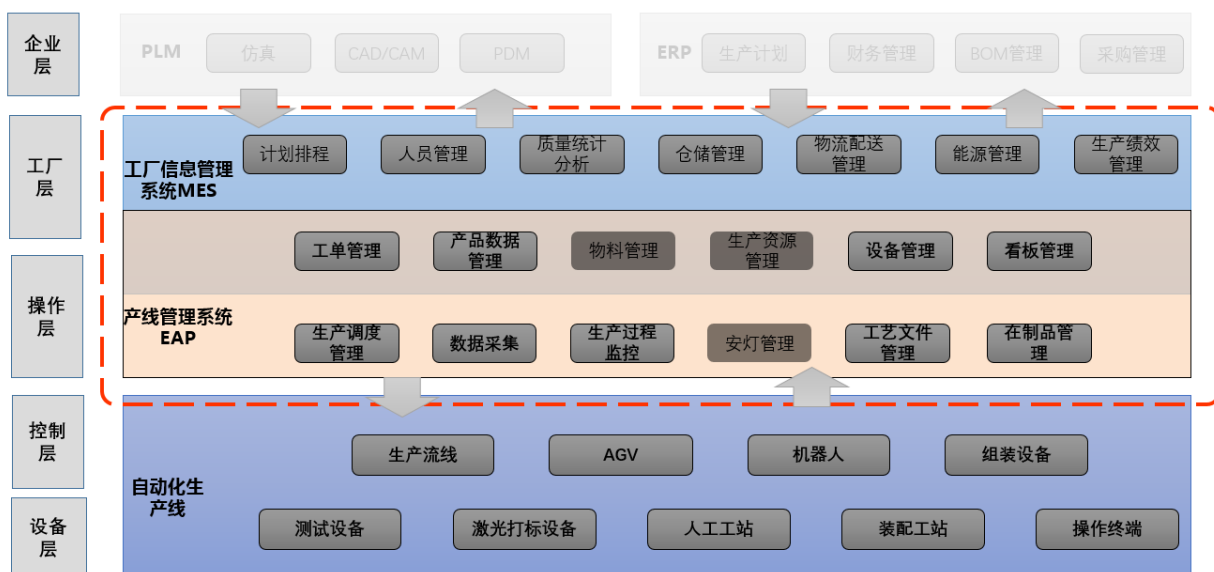 企业
层
PLM
仿真
CAD/CAM
PDM
ERP
生产计划
财务管理
BOM管理
采购管理
工厂
层
工厂信息管理
系统MES
计划排程
人员管理
质量统计
分析
仓储管理
物流配送
管理
能源管理
生产绩效
管理
工单管理
产品数据
管理
物料管理
生产资源
管理
设备管理
看板管理
操作
层
产线管理系统
EAP
生产调度
管理
数据采集
生产过程
监控
安灯管理
工艺文件
管理
在制品管
理
控制
层
自动化生
产线
生产流线
AGV
机器人
组装设备
设备
层
测试设备
激光打标设备
人工工站
装配工站
操作终端